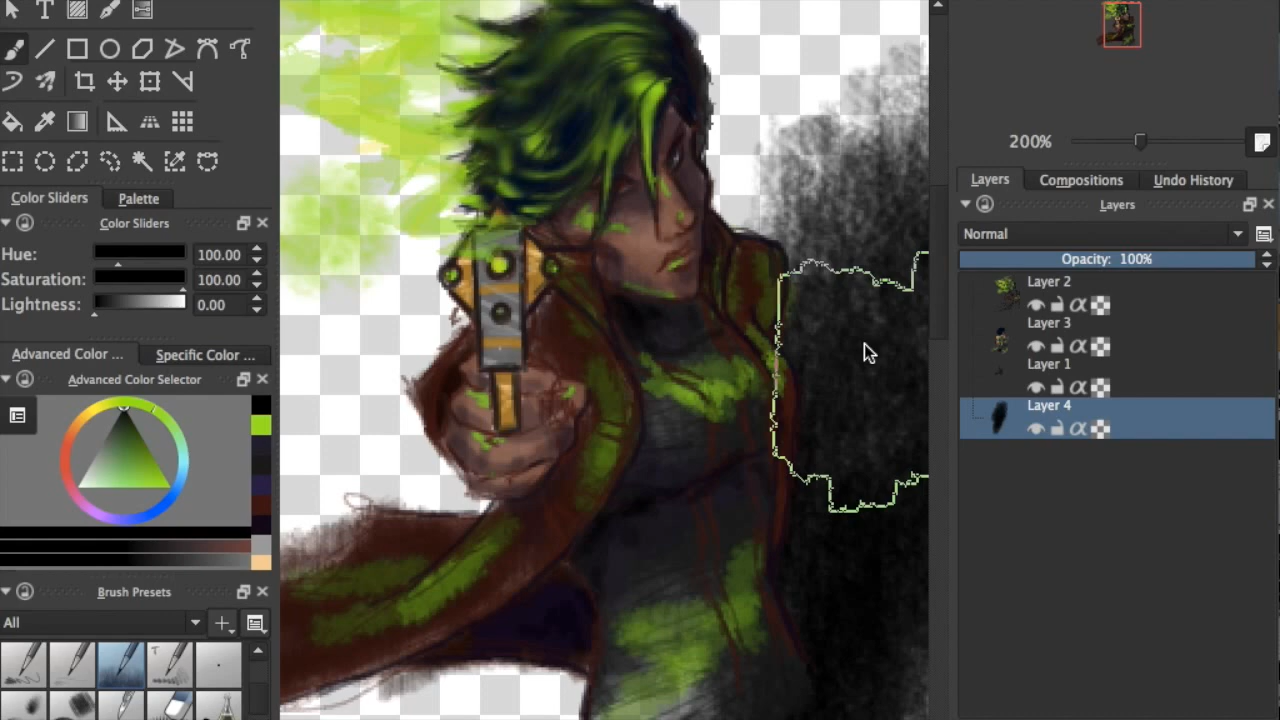 Color Sliders
Palette
Color Sliders
Hue:
100.00
Saturation:
100.00
Lightness:
0.00
Advanced Color ...
Specific Color ...
Advanced Color Selector
Brush Presets
All
T
200%
Layers
Compositions
Undo History
Layers
Normal
Opacity: 100%
Layer 2
Layer 3
Layer 1
Layer 4